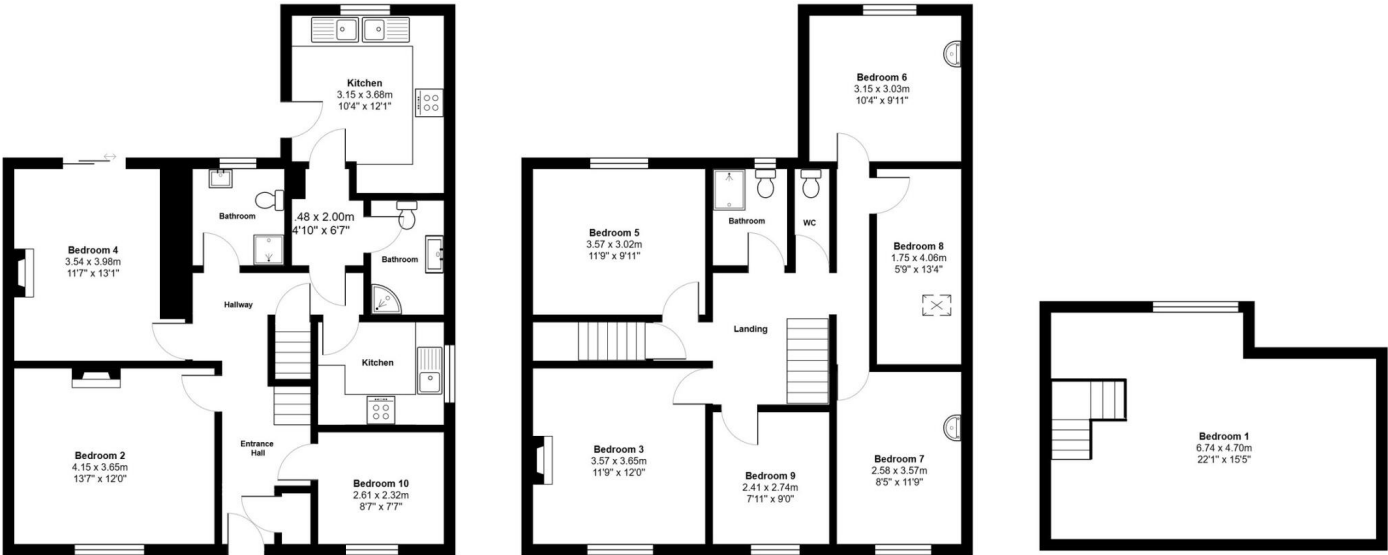 Kitchen
3.15 x 3.68m
10'4" x 12'1"
Bedroom 4
3.54 x 3.98m
11'7" x 13'1"
Bathroom
.48 x 2.00m
4'10" x 6'7"
Bathroom
Hallway
Kitchen
Bedroom 2
4.15 x 3.65m
13'7" x 12'0"
Entrance
Hall
Bedroom 10
2.61 x 2.32m
8'7" x 7'7"
Bedroom 6
3.15 x 3.03m
10'4" x 9'11"
Bedroom 5
3.57 x 3.02m
11'9" x 9'11"
Bathroom
WC
Bedroom 8
1.75 x 4.06m
5'9" x 13'4"
Landing
Bedroom 3
3.57 x 3.65m
11'9" x 12'0"
Bedroom 9
2.41 x 2.74m
7'11" x 9'0"
Bedroom 7
2.58 x 3.57m
8'5" x 11'9"
Bedroom 1
6.74 x 4.70m
22'1" x 15'5"